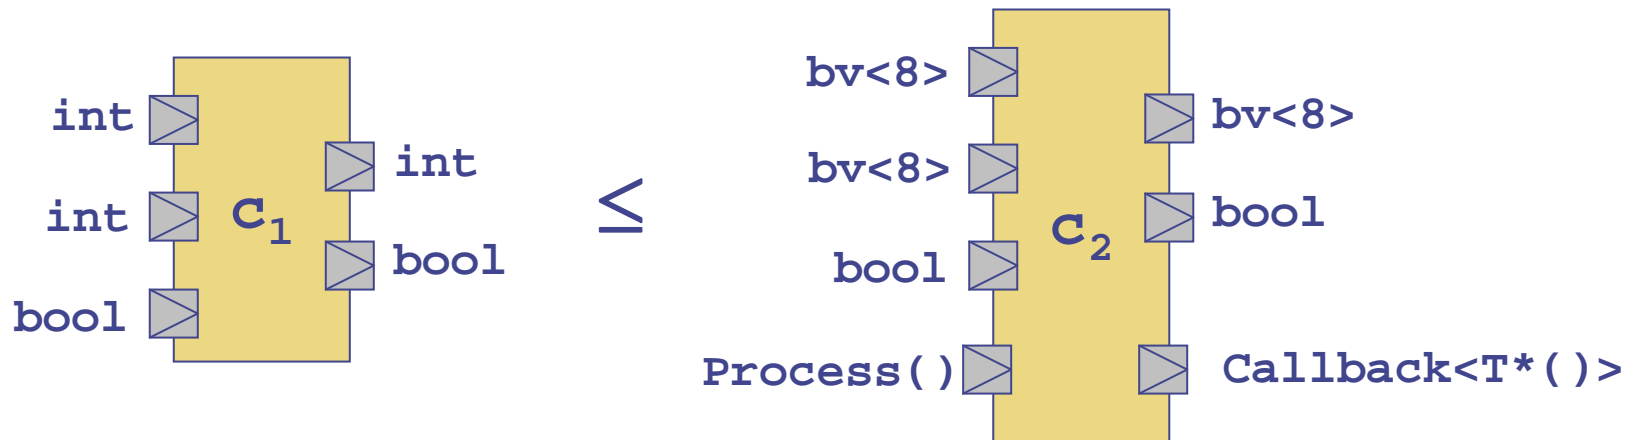 int
int
bool
C1
int
bool
≤
bv<8>
bv<8>
bool
Process()
C2
bv<8>
bool
Callback<T*()>